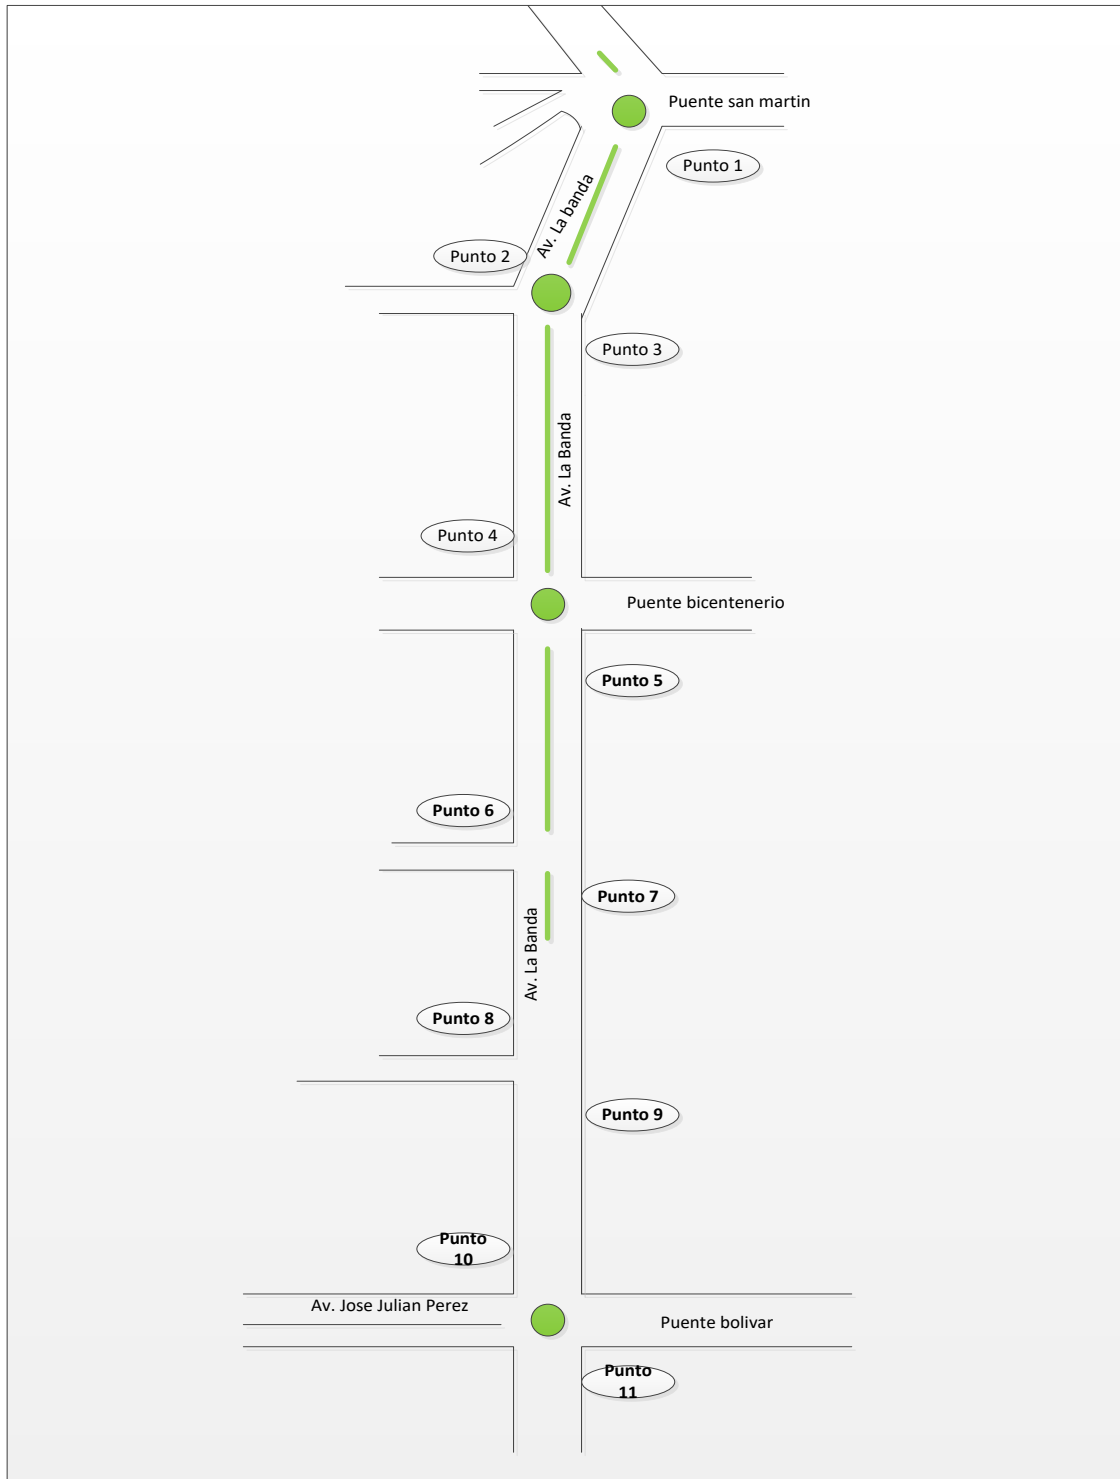 Puente san martin
Punto 1
Av. La banda
Punto 2
Punto 3
Av. La Banda
Punto 4
Puente bicentenerio
Punto 5
Punto 6
Punto 7
Av. La Banda
Punto 8
Punto 9
Punto
10
Av. Jose Julian Perez
Puente bolivar
Punto
11